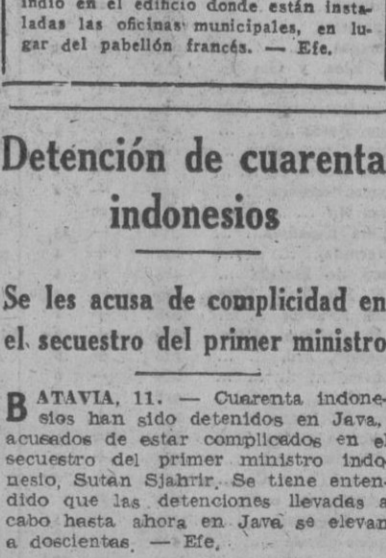 indio en el edificio donde están insta-
ladas las oficinas municipales, en lu-
gar del pabellón francés. — Efe.
Detención de cuarenta
indonesios
Se les acusa de complicidad en
el secuestro del primer ministro
BATAVIA, 11. — Cuarenta indone-
sios han sido detenidos en Java,
acusados de estar complicados en el
secuestro del primer ministro indo
nesio, Sután Sjahrir. Se tiene enten-
dido que las detenciones llevadas a
cabo hasta ahora en Java se elevan
a doscientas. — Efe.